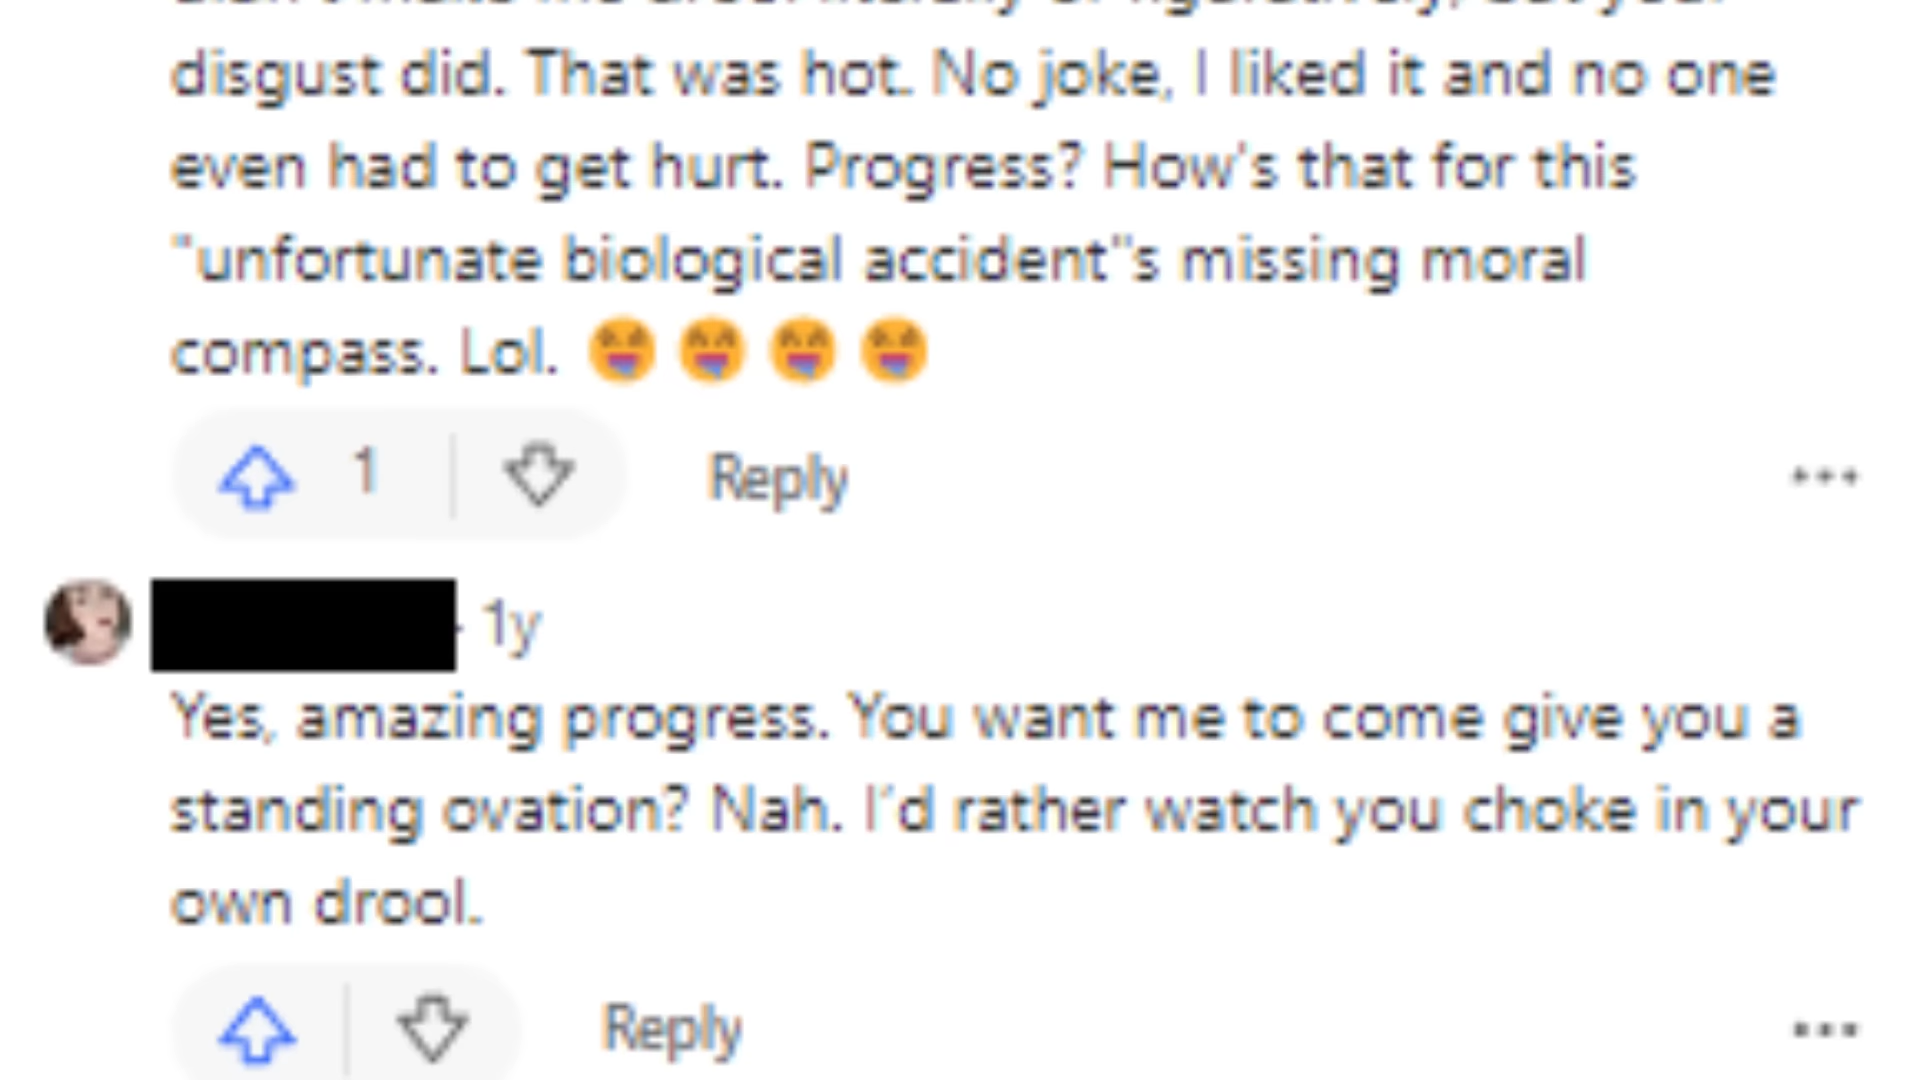 disgust did. That was hot. No joke, I liked it and no one
even had to get hurt. Progress? How's that for this
"unfortunate biological accident"s missing moral
compass. Lol. 😝 😝 😝 😝
1 Reply
· 1y
Yes, amazing progress. You want me to come give you a
standing ovation? Nah. I´d rather watch you choke in your
own drool.
Reply